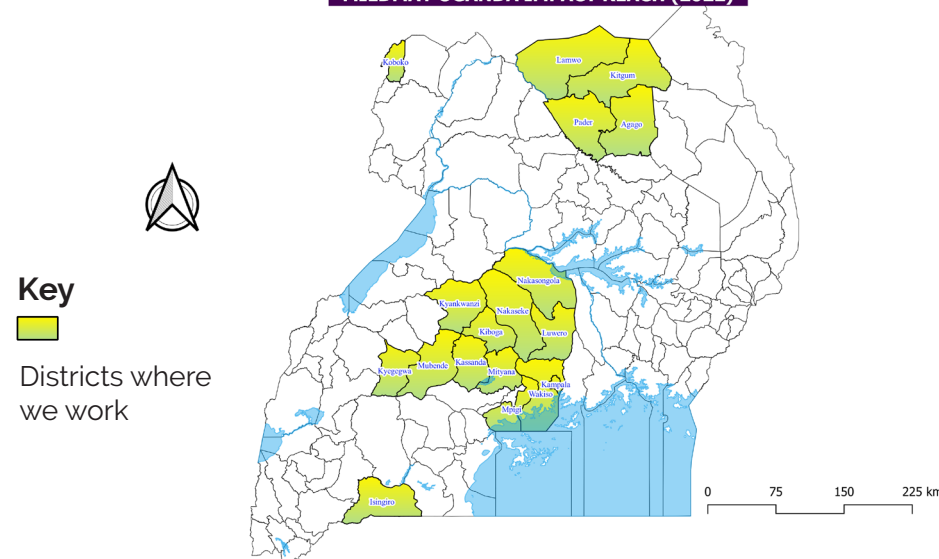 Koboko
Lamwo
Kitgum
Pader
Agago
Key
Districts where
we work
Nakasongola
Kyankwanzi
Nakaseke
Kiboga
Luwero
Kyegegwa
Mubende
Kassanda
Mityana
Kampala
Wakiso
Mpigi
Isingiro
0 75 150 225 km